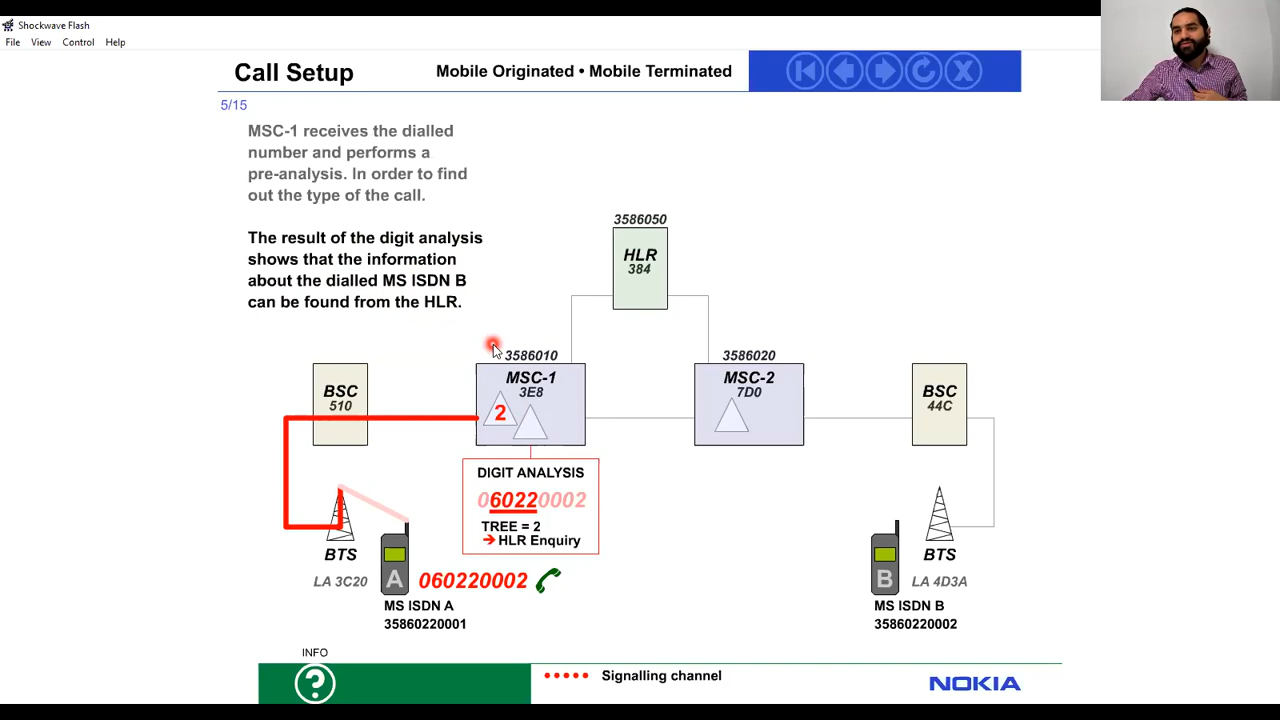 Shockwave Flash
File View Control Help
Call Setup
Mobile Originated • Mobile Terminated
5/15
MSC-1 receives the dialled
number and performs a
pre-analysis. In order to find
out the type of the call.
The result of the digit analysis
shows that the information
about the dialled MS ISDN B
can be found from the HLR.
3586050
HLR
384
3586010
3586020
BSC
510
MSC-1
3E8
2
MSC-2
7D0
BSC
44C
DIGIT ANALYSIS
060220002
TREE = 2
HLR Enquiry
BTS
LA 3C20
A
060220002
MS ISDN A
35860220001
B
BTS
LA 4D3A
MS ISDN B
35860220002
INFO
?
Signalling channel
NOKIA